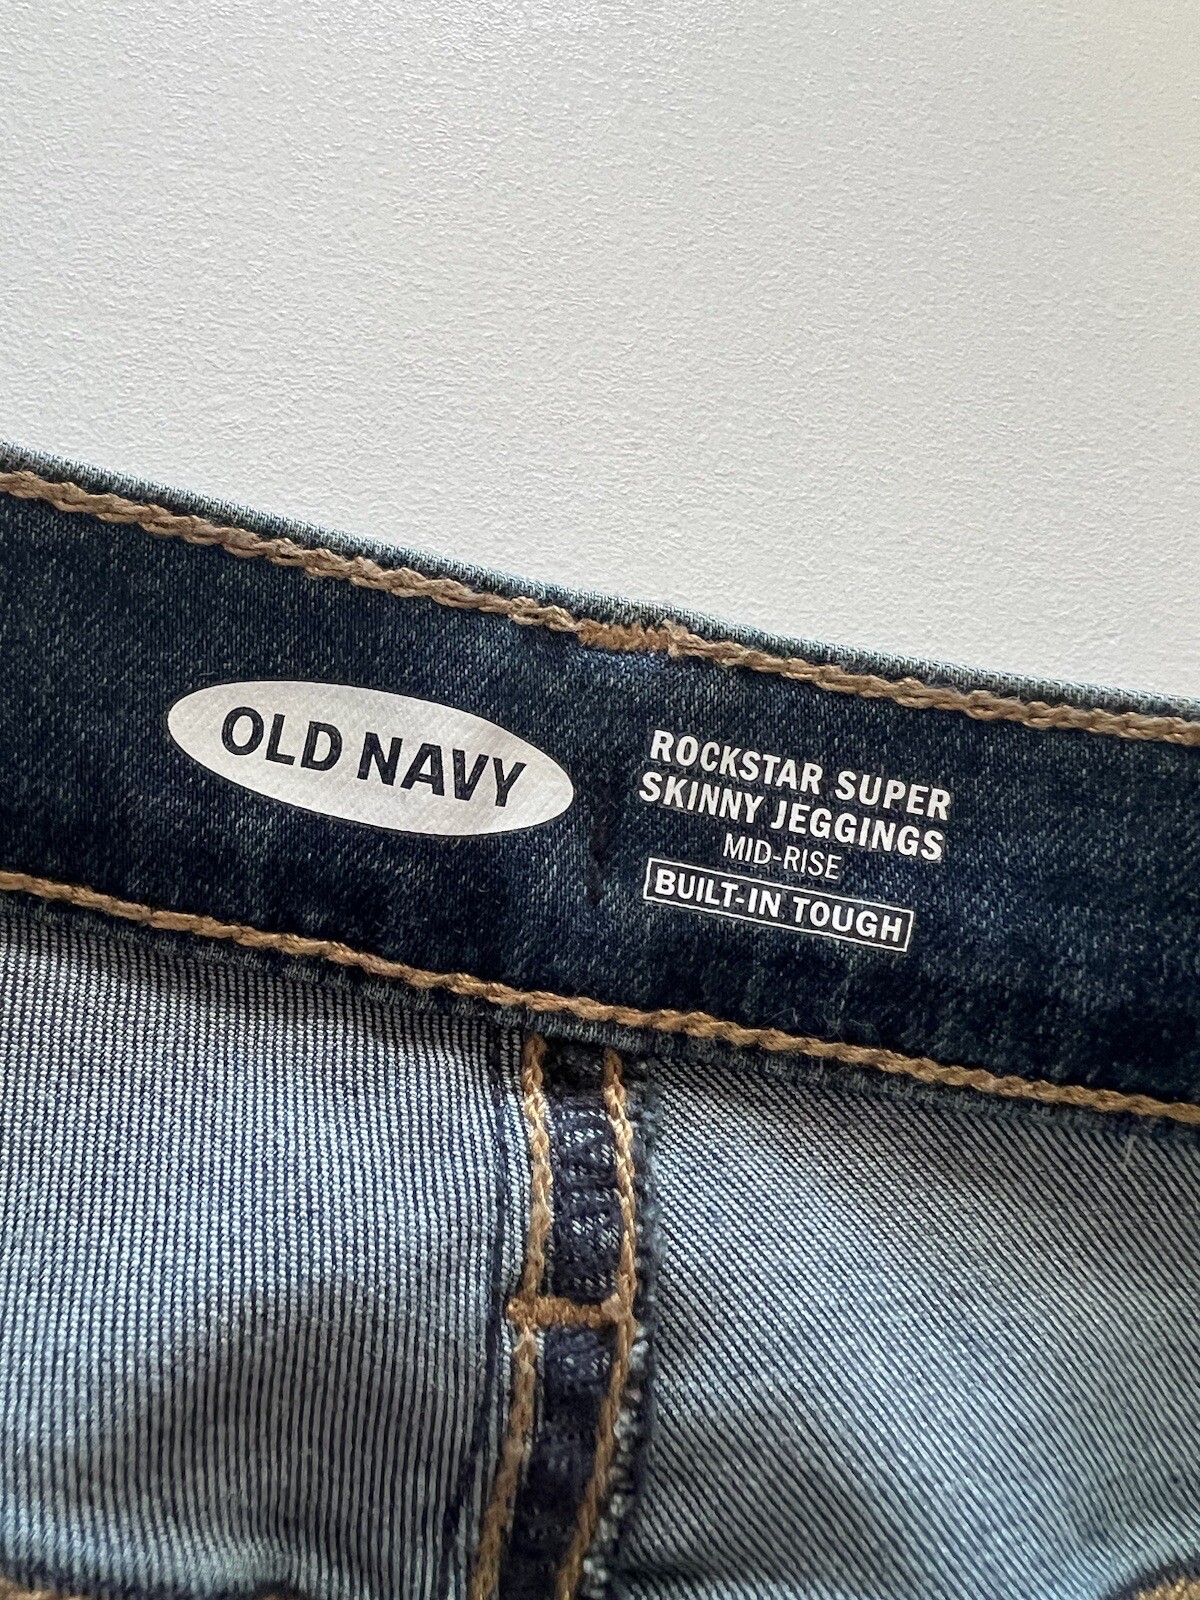 OLD NAVY
ROCKSTAR SUPER
SKINNY JEGGINGS
MID-RISE
BUILT-IN TOUGH